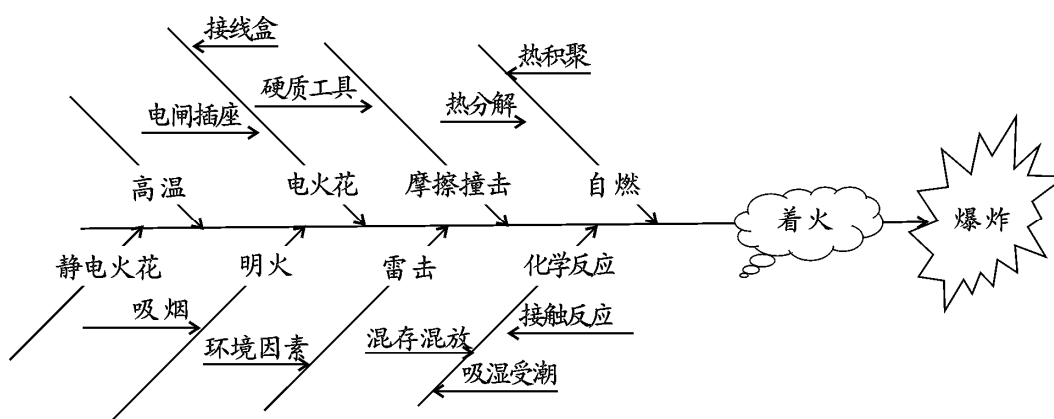 接线盒
热积聚
硬质工具
热分解
电闸插座
高温
电火花
摩擦撞击
自燃
着火
爆炸
静电火花
明火
雷击
化学反应
吸烟
接触反应
混存混放
环境因素
吸湿受潮